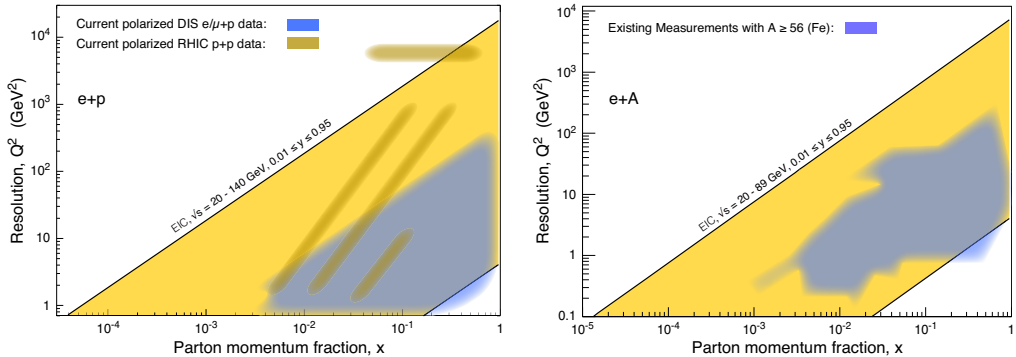 Current polarized DIS e/μ+p data:
Current polarized RHIC p+p data:
e+p
EIC, √s = 20 - 140 GeV, 0.01 ≤ y ≤ 0.95
Resolution, Q² (GeV²)
10⁴
10³
10²
10
1
10⁻⁴
10⁻³
10⁻²
10⁻¹
1
Parton momentum fraction, x
Existing Measurements with A ≥ 56 (Fe):
e+A
EIC, √s = 20 - 89 GeV, 0.01 ≤ y ≤ 0.95
Resolution, Q² (GeV²)
10⁴
10³
10²
10
1
0.1
10⁻⁵
10⁻⁴
10⁻³
10⁻²
10⁻¹
1
Parton momentum fraction, x